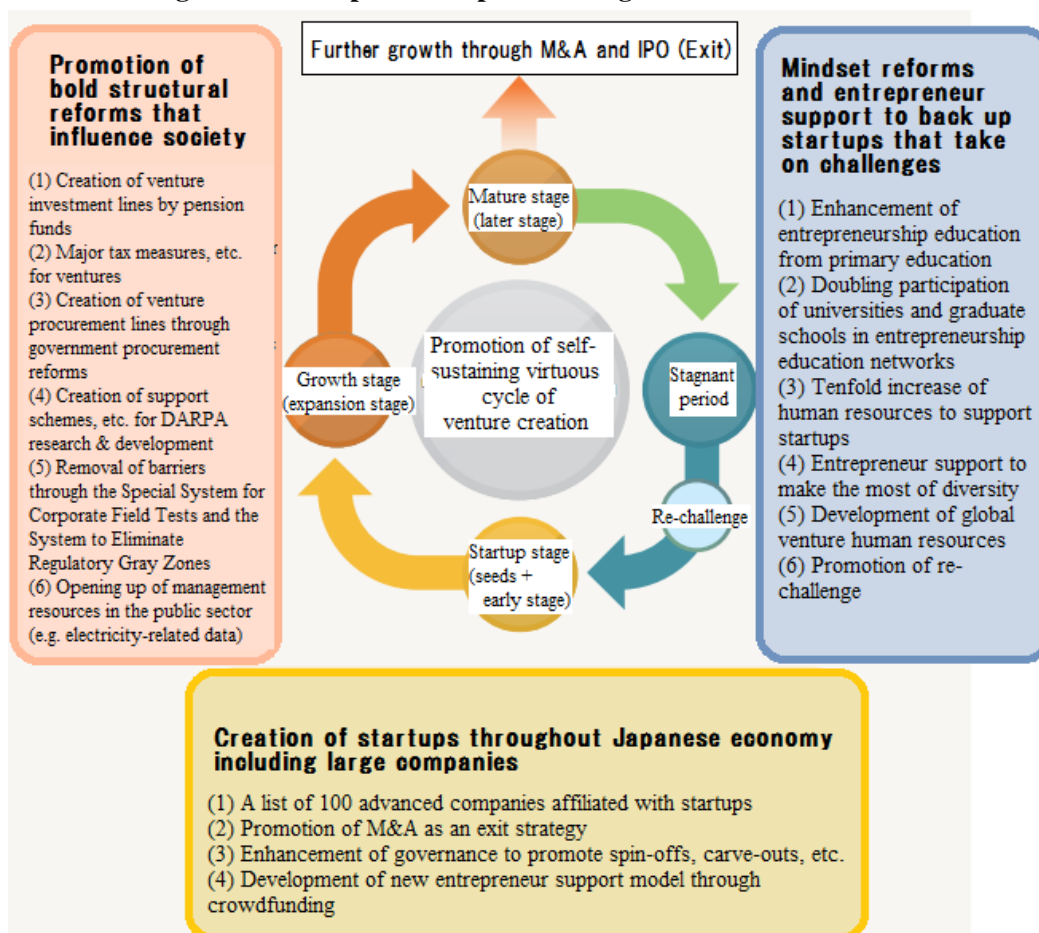 Further growth through M&A and IPO (Exit)
Promotion of
bold structural
reforms that
influence society
(1) Creation of venture
investment lines by pension
funds
(2) Major tax measures, etc.
for ventures
(3) Creation of venture
procurement lines through
government procurement
reforms
(4) Creation of support
schemes, etc. for DARPA
research & development
(5) Removal of barriers
through the Special System for
Corporate Field Tests and the
System to Eliminate
Regulatory Gray Zones
(6) Opening up of management
resources in the public sector
(e.g. electricity-related data)
Mature stage
(later stage)
Growth stage
(expansion stage)
Promotion of self-
sustaining virtuous
cycle of
venture creation
Stagnant
period
Re-challenge
Startup stage
(seeds +
early stage)
Mindset reforms
and entrepreneur
support to back up
startups that take
on challenges
(1) Enhancement of
entrepreneurship education
from primary education
(2) Doubling participation
of universities and graduate
schools in entrepreneurship
education networks
(3) Tenfold increase of
human resources to support
startups
(4) Entrepreneur support to
make the most of diversity
(5) Development of global
venture human resources
(6) Promotion of re-
challenge
Creation of startups throughout Japanese economy
including large companies
(1) A list of 100 advanced companies affiliated with startups
(2) Promotion of M&A as an exit strategy
(3) Enhancement of governance to promote spin-offs, carve-outs, etc.
(4) Development of new entrepreneur support model through
crowdfunding